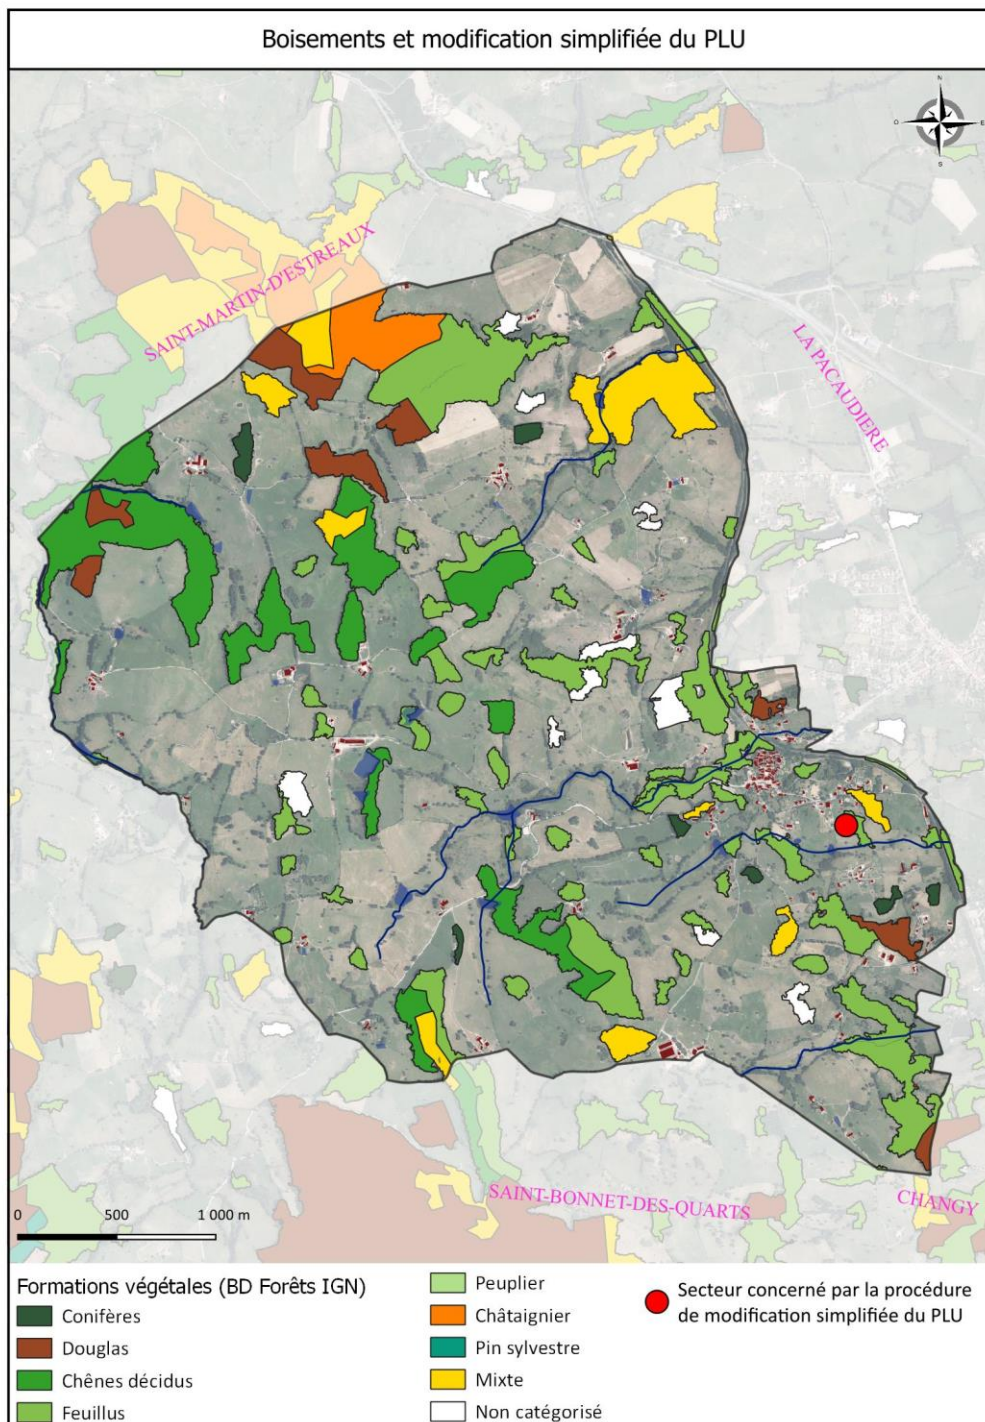 Boisements et modification simplifiée du PLU
N
O
E
S
SAINT-MARTIN-D'ESTREAUX
LA PACAUDIERE
SAINT-BONNET-DES-QUARTS
CHANGY
0 500 1 000 m
Formations végétales (BD Forêts IGN)
Conifères
Douglas
Chênes décidus
Feuillus
Peuplier
Châtaignier
Pin sylvestre
Mixte
Non catégorisé
Secteur concerné par la procédure
de modification simplifiée du PLU